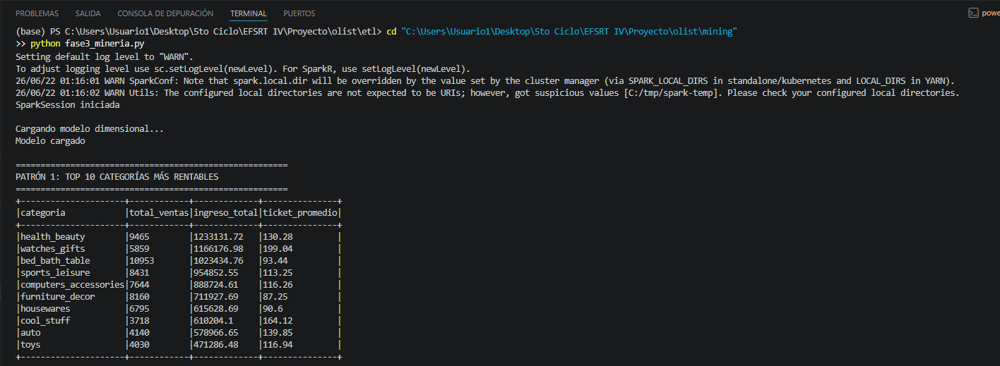 PROBLEMAS SALIDA CONSOLA DE DEPURACIÓN TERMINAL PUERTOS
(base) PS C:\Users\Usuario1\Desktop\5to Ciclo\EFSRT IV\Proyecto\olist\etl> cd "C:\Users\Usuario1\Desktop\5to Ciclo\EFSRT IV\Proyecto\olist\mining"
>> python fase3_mineria.py
Setting default log level to "WARN".
To adjust logging level use sc.setLogLevel(newLevel). For SparkR, use setLogLevel(newLevel).
26/06/22 01:16:01 WARN SparkConf: Note that spark.local.dir will be overridden by the value set by the cluster manager (via SPARK_LOCAL_DIRS in standalone/kubernetes and LOCAL_DIRS in YARN).
26/06/22 01:16:02 WARN Utils: The configured local directories are not expected to be URIs; however, got suspicious values [C:/tmp/spark-temp]. Please check your configured local directories.
SparkSession iniciada
Cargando modelo dimensional...
Modelo cargado
=======================================================
PATRÓN 1: TOP 10 CATEGORÍAS MÁS RENTABLES
=======================================================
+---------------------+------------+-------------+---------------+
|categoria            |total_ventas|ingreso_total|ticket_promedio|
+---------------------+------------+-------------+---------------+
|health_beauty        |9465        |1233131.72   |130.28         |
|watches_gifts        |5859        |1166176.98   |199.04         |
|bed_bath_table       |10953       |1023434.76   |93.44          |
|sports_leisure       |8431        |954852.55    |113.25         |
|computers_accessories|7644        |888724.61    |116.26         |
|furniture_decor      |8160        |711927.69    |87.25          |
|housewares           |6795        |615628.69    |90.6           |
|cool_stuff           |3718        |610204.1     |164.12         |
|auto                 |4140        |578966.65    |139.85         |
|toys                 |4030        |471286.48    |116.94         |
+---------------------+------------+-------------+---------------+